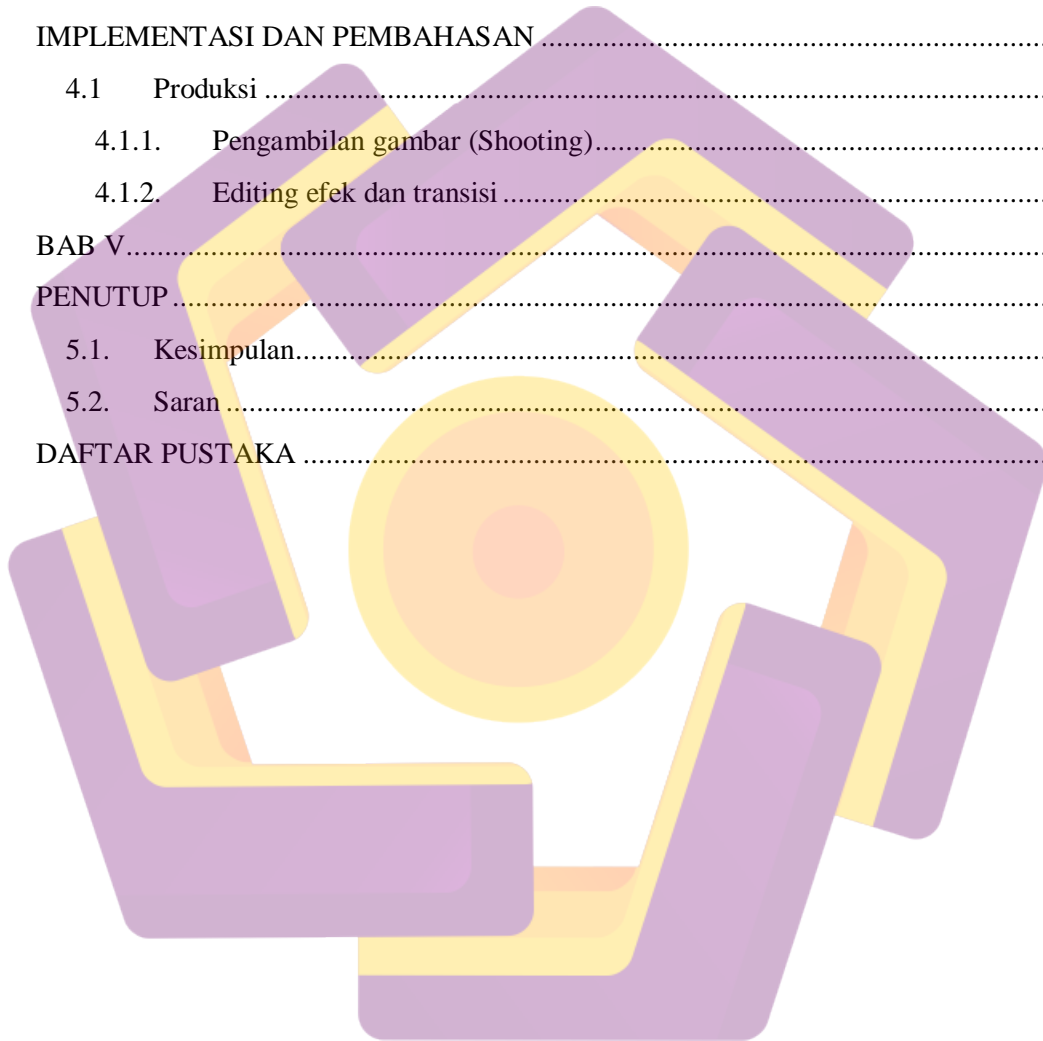 IMPLEMENTASI DAN PEMBAHASAN ........................................................................
4.1 Produksi ........................................................................
4.1.1. Pengambilan gambar (Shooting)........................................................................
4.1.2. Editing efek dan transisi ........................................................................
BAB V........................................................................
PENUTUP ........................................................................
5.1. Kesimpulan........................................................................
5.2. Saran ........................................................................
DAFTAR PUSTAKA ........................................................................